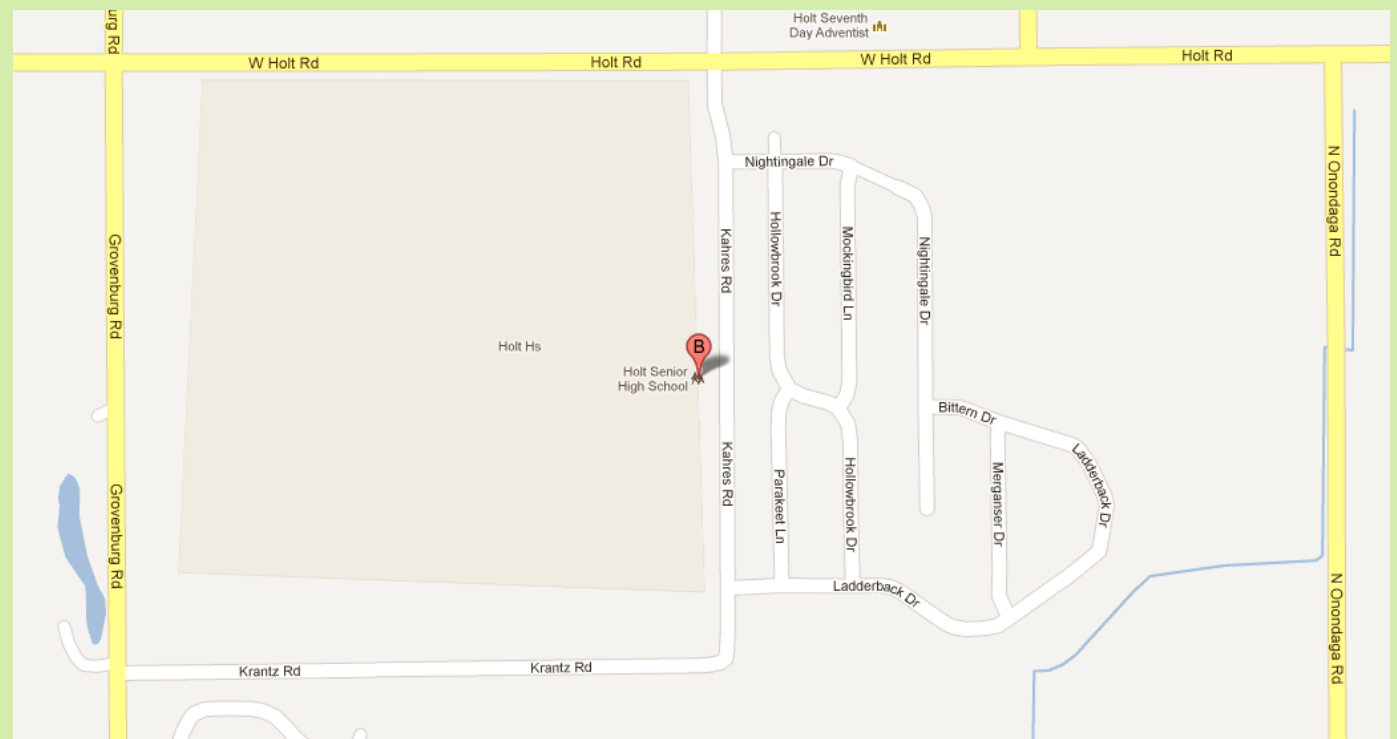 urg Rd
Holt Seventh
Day Adventist
W Holt Rd
Holt Rd
W Holt Rd
Holt Rd
Nightingale Dr
N Onondaga Rd
Grovenburg Rd
Kahres Rd
Hollowbrook Dr
Mockingbird Ln
Nightingale Dr
Holt Hs
B
Holt Senior
High School
Bittern Dr
Ladderback Dr
Kahres Rd
Parakeet Ln
Hollowbrook Dr
Merganser Dr
Grovenburg Rd
Ladderback Dr
N Onondaga Rd
Krantz Rd
Krantz Rd